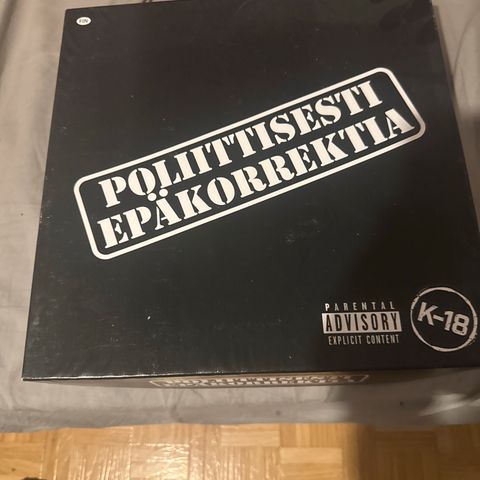 FIN
POLIITTISESTI
EPÄKORREKTIA
PARENTAL
ADVISORY
EXPLICIT CONTENT
K-18